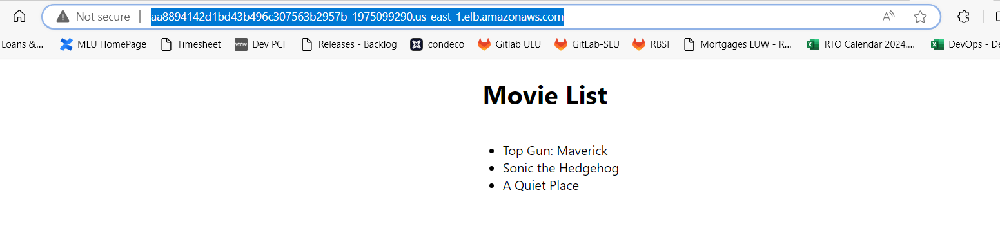 Not secure aa8894142d1bd43b496c307563b2957b-1975099290.us-east-1.elb.amazonaws.com A
Loans &... MLU HomePage Timesheet vmw Dev PCF Releases - Backlog condeco Gitlab ULU GitLab-SLU RBSI Mortgages LUW - R... RTO Calendar 2024.... DevOps - De
Movie List
• Top Gun: Maverick
• Sonic the Hedgehog
• A Quiet Place